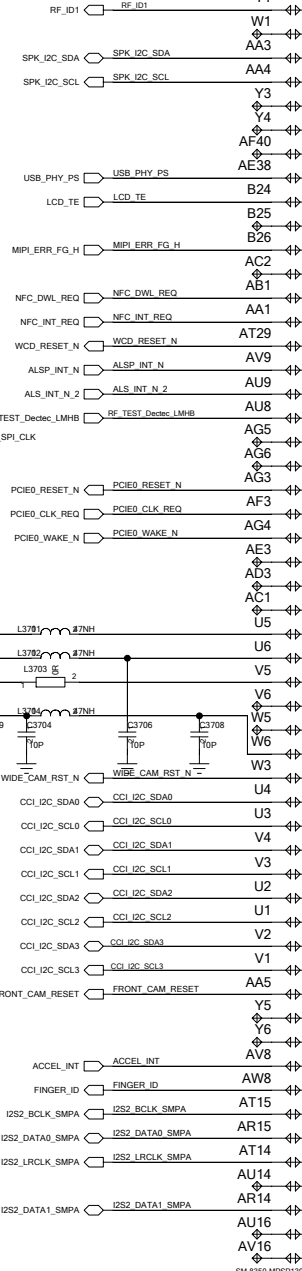 RF_ID1 RF_ID1
W1
SPK_I2C_SDA SPK_I2C_SDA AA3
SPK_I2C_SCL SPK_I2C_SCL AA4
Y3
Y4
AF40
USB_PHY_PS USB_PHY_PS AE38
LCD_TE LCD_TE B24
B25
MIPI_ERR_FG_H MIPI_ERR_FG_H B26
AC2
NFC_DWL_REQ NFC_DWL_REQ AB1
NFC_INT_REQ NFC_INT_REQ AA1
WCD_RESET_N WCD_RESET_N AT29
ALSP_INT_N ALSP_INT_N AV9
ALS_INT_N_2 ALS_INT_N_2 AU9
TEST_Dectec_LMHB RF_TEST_Dectec_LMHB AU8
_SPI_CLK AG5
AG6
PCIE0_RESET_N PCIE0_RESET_N AG3
PCIE0_CLK_REQ PCIE0_CLK_REQ AF3
PCIE0_WAKE_N PCIE0_WAKE_N AG4
AE3
AD3
AC1
L3701 47NH U5
L3702 47NH U6
L3703 0R 1 2 V5
V6
L3704 47NH W5
C3704 C3706 C3708 W6
10P 10P 10P
WIDE_CAM_RST_N WIDE_CAM_RST_N W3
CCI_I2C_SDA0 CCI_I2C_SDA0 U4
CCI_I2C_SCL0 CCI_I2C_SCL0 U3
CCI_I2C_SDA1 CCI_I2C_SDA1 V4
CCI_I2C_SCL1 CCI_I2C_SCL1 V3
CCI_I2C_SDA2 CCI_I2C_SDA2 U2
CCI_I2C_SCL2 CCI_I2C_SCL2 U1
CCI_I2C_SDA3 CCI_I2C_SDA3 V2
CCI_I2C_SCL3 CCI_I2C_SCL3 V1
RONT_CAM_RESET FRONT_CAM_RESET AA5
Y5
Y6
ACCEL_INT ACCEL_INT AV8
FINGER_ID FINGER_ID AW8
I2S2_BCLK_SMPA I2S2_BCLK_SMPA AT15
I2S2_DATA0_SMPA I2S2_DATA0_SMPA AR15
I2S2_LRCLK_SMPA I2S2_LRCLK_SMPA AT14
AU14
I2S2_DATA1_SMPA I2S2_DATA1_SMPA AR14
AU16
AV16